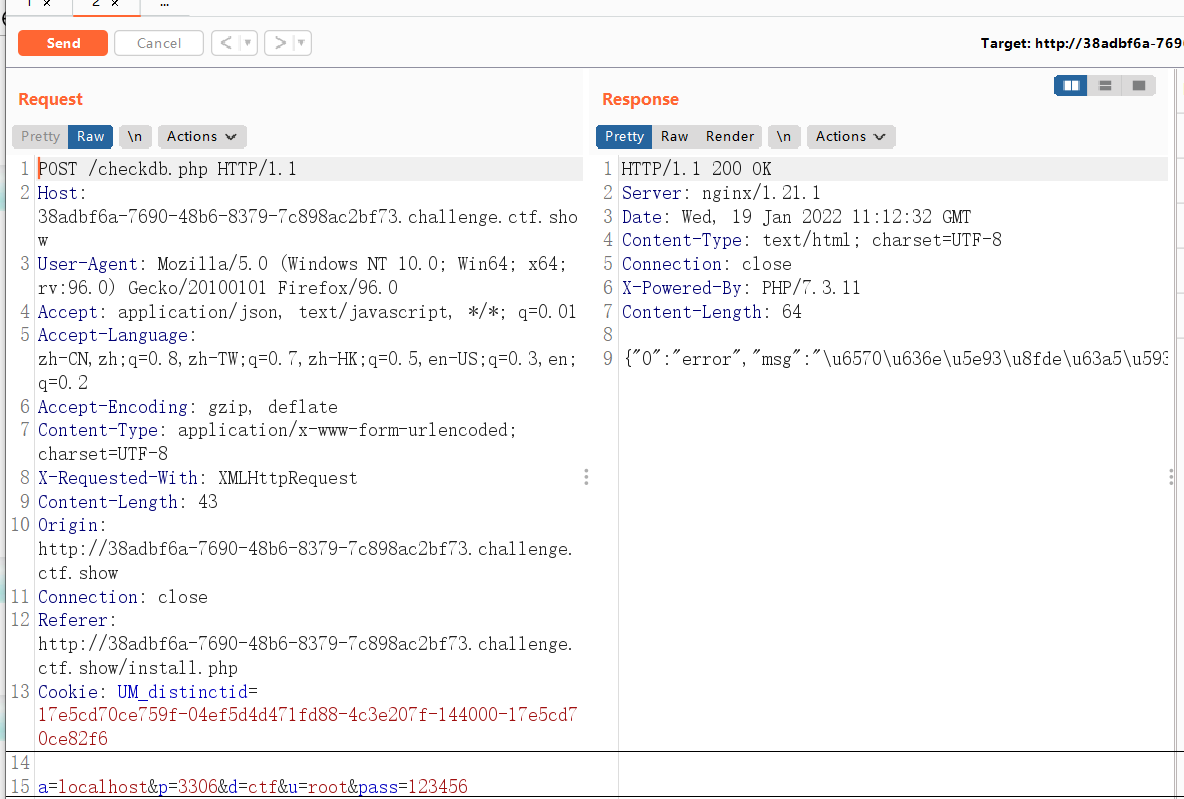 1 × 2 × ...
Send Cancel < > Target: http://38adbf6a-769
Request
Pretty Raw \n Actions
1 POST /checkdb.php HTTP/1.1
2 Host:
38adbf6a-7690-48b6-8379-7c898ac2bf73.challenge.ctf.sho
w
3 User-Agent: Mozilla/5.0 (Windows NT 10.0; Win64; x64;
rv:96.0) Gecko/20100101 Firefox/96.0
4 Accept: application/json, text/javascript, */*; q=0.01
5 Accept-Language:
zh-CN,zh;q=0.8,zh-TW;q=0.7,zh-HK;q=0.5,en-US;q=0.3,en;
q=0.2
6 Accept-Encoding: gzip, deflate
7 Content-Type: application/x-www-form-urlencoded;
charset=UTF-8
8 X-Requested-With: XMLHttpRequest
9 Content-Length: 43
10 Origin:
http://38adbf6a-7690-48b6-8379-7c898ac2bf73.challenge.
ctf.show
11 Connection: close
12 Referer:
http://38adbf6a-7690-48b6-8379-7c898ac2bf73.challenge.
ctf.show/install.php
13 Cookie: UM_distinctid=
17e5cd70ce759f-04ef5d4d471fd88-4c3e207f-144000-17e5cd7
0ce82f6
14
15 a=localhost&p=3306&d=ctf&u=root&pass=123456
Response
Pretty Raw Render \n Actions
1 HTTP/1.1 200 OK
2 Server: nginx/1.21.1
3 Date: Wed, 19 Jan 2022 11:12:32 GMT
4 Content-Type: text/html; charset=UTF-8
5 Connection: close
6 X-Powered-By: PHP/7.3.11
7 Content-Length: 64
8
9 {"0":"error","msg":"\u6570\u636e\u5e93\u8fde\u63a5\u593